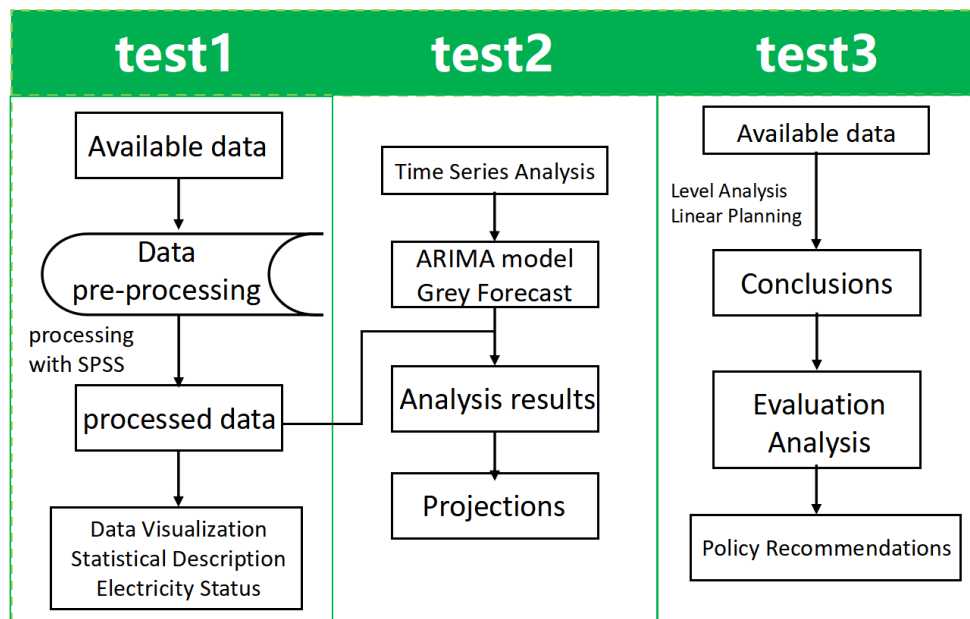 test1
test2
test3
Available data
Data
pre-processing
processing
with SPSS
processed data
Data Visualization
Statistical Description
Electricity Status
Time Series Analysis
ARIMA model
Grey Forecast
Analysis results
Projections
Available data
Level Analysis
Linear Planning
Conclusions
Evaluation
Analysis
Policy Recommendations